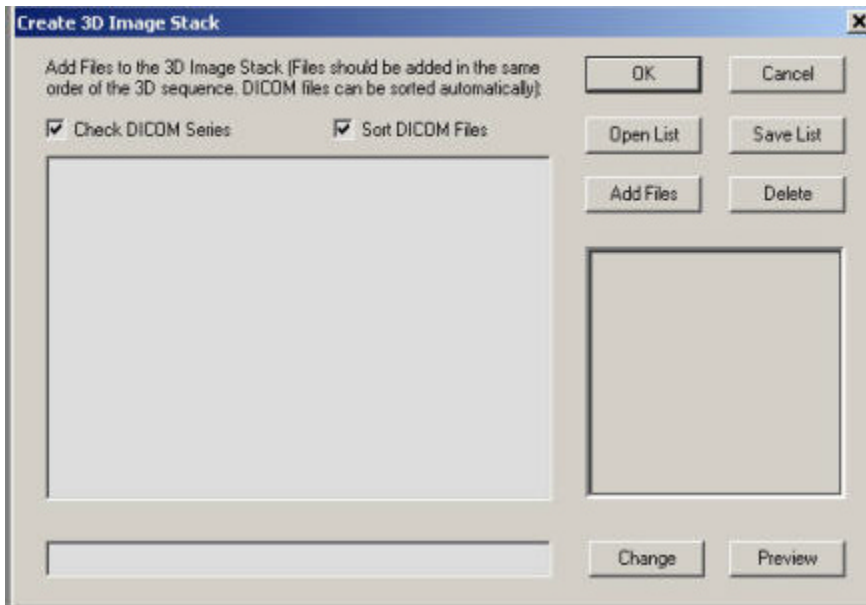 Create 3D Image Stack
Add Files to the 3D Image Stack (Files should be added in the same
order of the 3D sequence. DICOM files can be sorted automatically):
Check DICOM Series
Sort DICOM Files
OK
Cancel
Open List
Save List
Add Files
Delete
Change
Preview